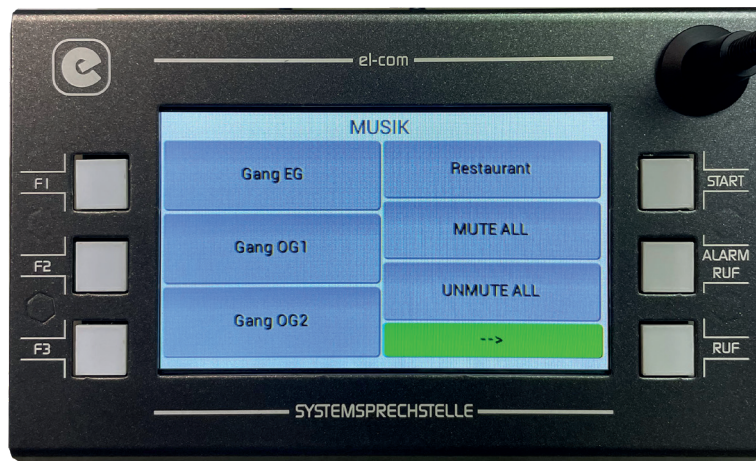 e
el-com
MUSIK
Gang EG
Gang OG1
Gang OG2
Restaurant
MUTE ALL
UNMUTE ALL
-->
F1
F2
F3
START
ALARM
RUF
RUF
SYSTEMSPRECHSTELLE